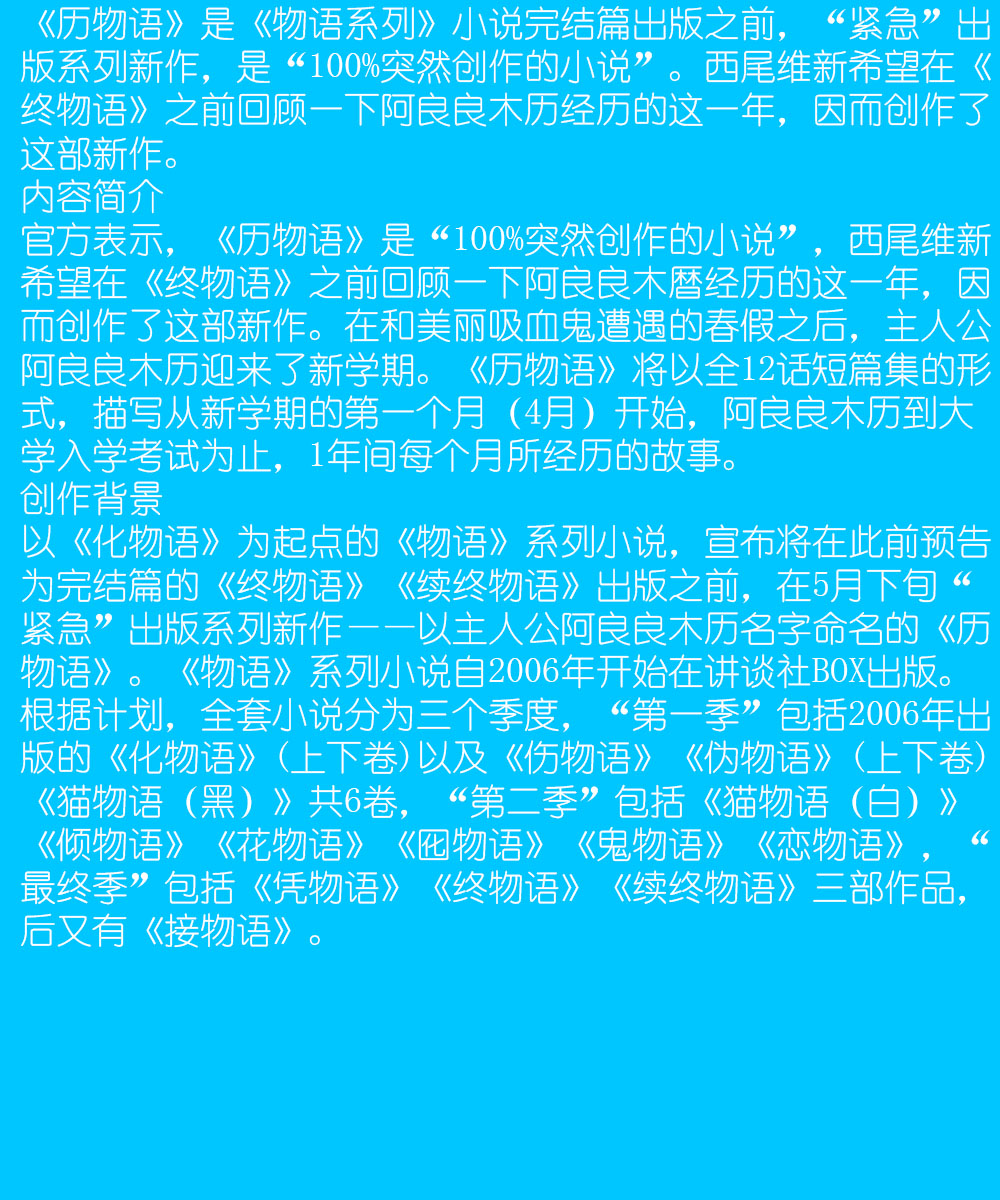 《历物语》是《物语系列》小说完结篇出版之前，“紧急”出
版系列新作，是“100%突然创作的小说”。西尾维新希望在《
终物语》之前回顾一下阿良良木历经历的这一年，因而创作了
这部新作。
内容简介
官方表示，《历物语》是“100%突然创作的小说”，西尾维新
希望在《终物语》之前回顾一下阿良良木暦经历的这一年，因
而创作了这部新作。在和美丽吸血鬼遭遇的春假之后，主人公
阿良良木历迎来了新学期。《历物语》将以全12话短篇集的形
式，描写从新学期的第一个月（4月）开始，阿良良木历到大
学入学考试为止，1年间每个月所经历的故事。
创作背景
以《化物语》为起点的《物语》系列小说，宣布将在此前预告
为完结篇的《终物语》《续终物语》出版之前，在5月下旬“
紧急”出版系列新作——以主人公阿良良木历名字命名的《历
物语》。《物语》系列小说自2006年开始在讲谈社BOX出版。
根据计划，全套小说分为三个季度，“第一季”包括2006年出
版的《化物语》(上下卷)以及《伤物语》《伪物语》(上下卷)
《猫物语（黑）》共6卷，“第二季”包括《猫物语（白）》
《倾物语》《花物语》《囮物语》《鬼物语》《恋物语》，“
最终季”包括《凭物语》《终物语》《续终物语》三部作品，
后又有《接物语》。